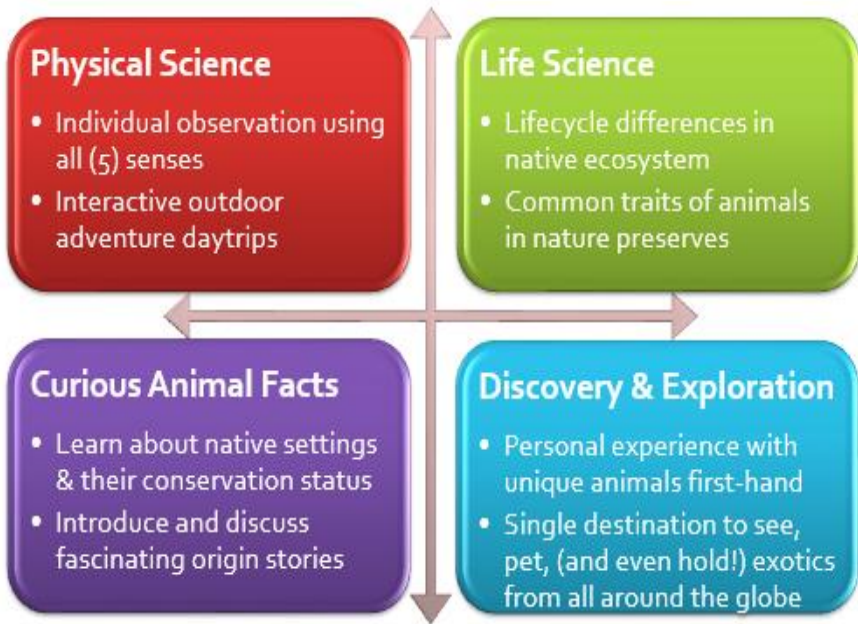 Physical Science
• Individual observation using
all (5) senses
• Interactive outdoor
adventure daytrips
Life Science
• Lifecycle differences in
native ecosystem
• Common traits of animals
in nature preserves
Curious Animal Facts
• Learn about native settings
& their conservation status
• Introduce and discuss
fascinating origin stories
Discovery & Exploration
• Personal experience with
unique animals first-hand
• Single destination to see,
pet, (and even hold!) exotics
from all around the globe